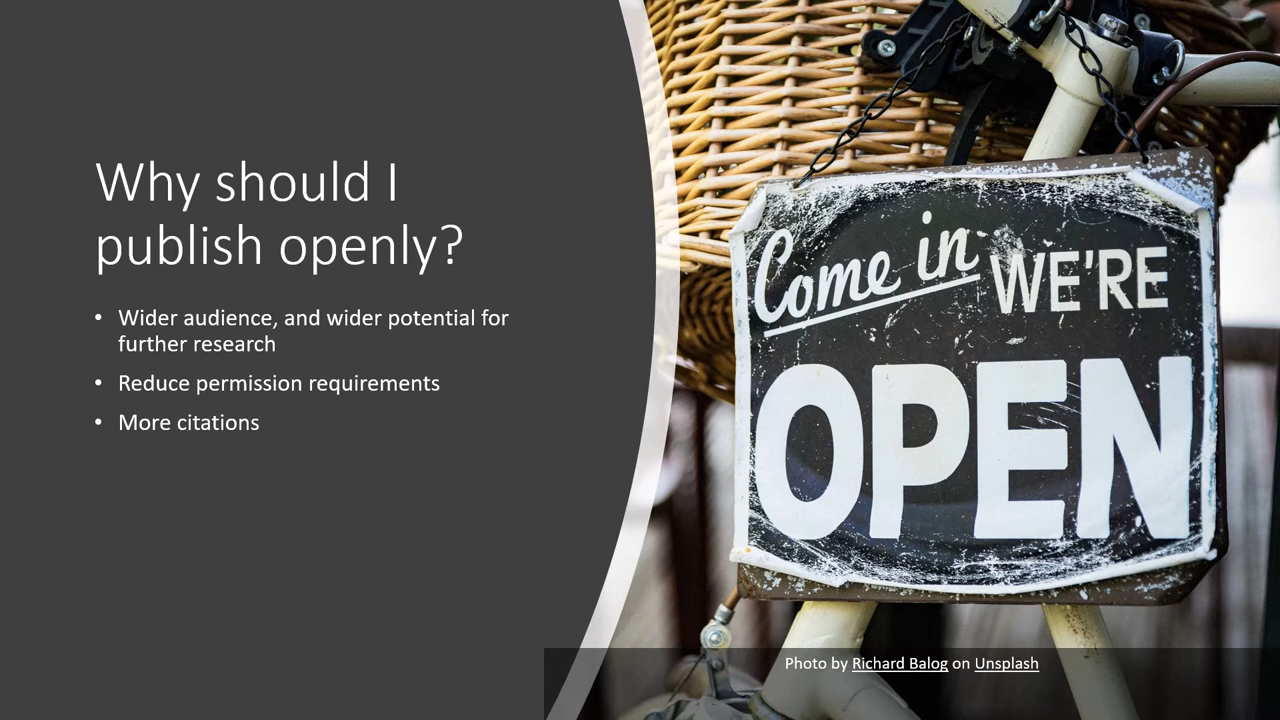 Why should I
publish openly?
• Wider audience, and wider potential for
further research
• Reduce permission requirements
• More citations
Come in WE'RE
OPEN
Photo by Richard Balog on Unsplash